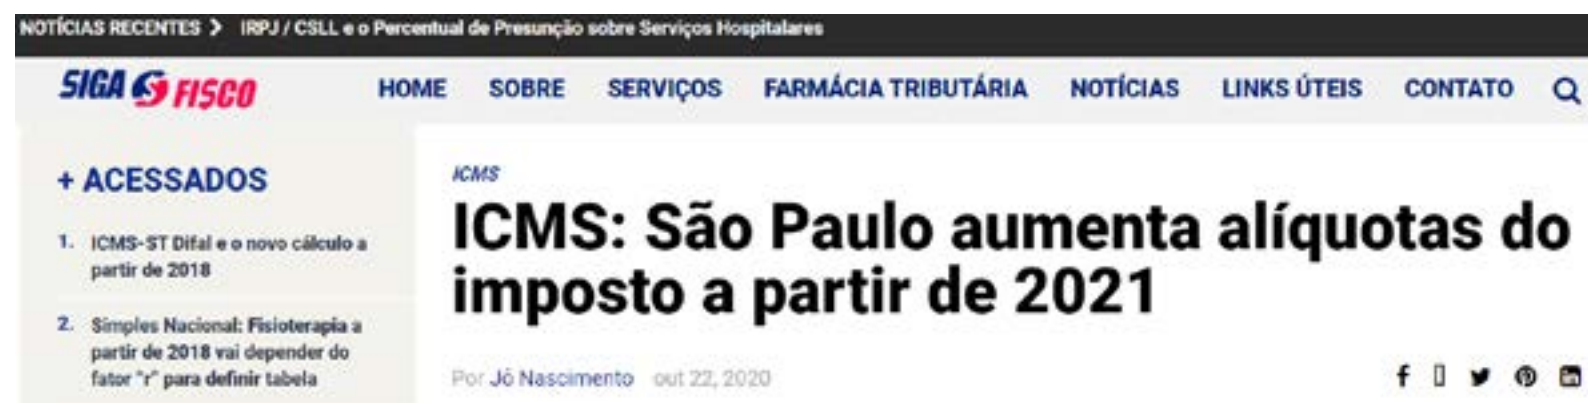 NOTÍCIAS RECENTES > IRPJ / CSLL e o Percentual de Presunção sobre Serviços Hospitalares
SIGA FISCO HOME SOBRE SERVIÇOS FARMÁCIA TRIBUTÁRIA NOTÍCIAS LINKS ÚTEIS CONTATO
+ ACESSADOS
1. ICMS-ST Difal e o novo cálculo a
partir de 2018
2. Simples Nacional: Fisioterapia a
partir de 2018 vai depender do
fator "r" para definir tabela
ICMS
ICMS: São Paulo aumenta alíquotas do
imposto a partir de 2021
Por Jô Nascimento out 22, 2020